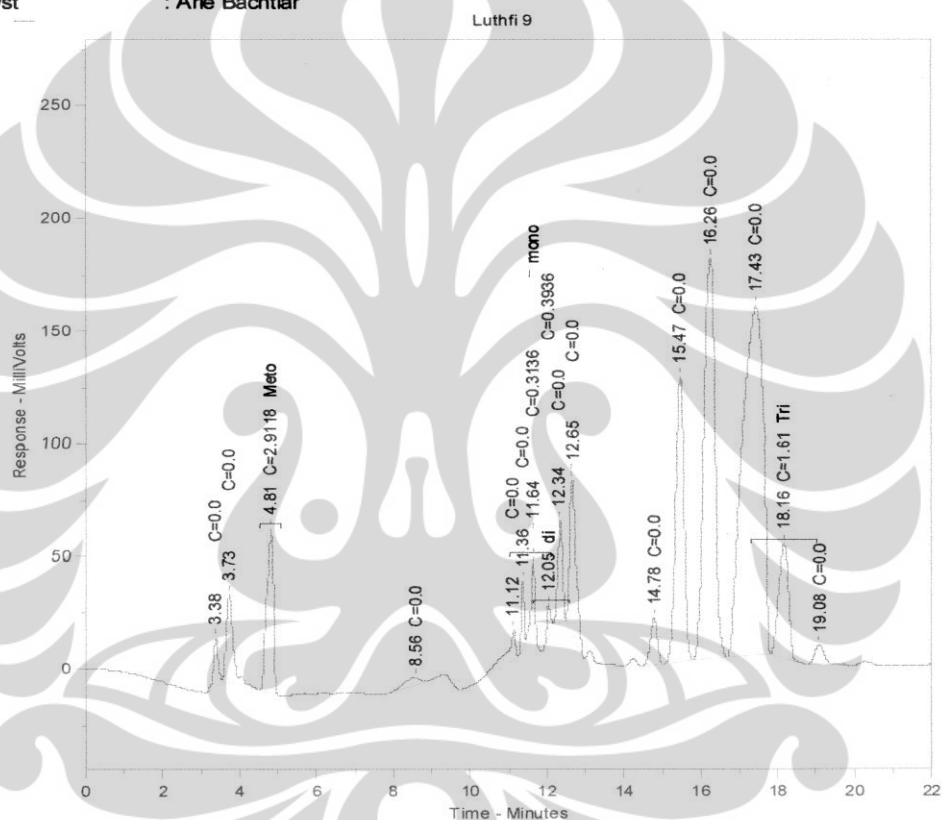 : Arie Bachtiar
Luthfi 9
Response - MilliVolts
250
200
150
100
50
0
3.38 C=0.0
3.73 C=0.0
4.81 C=2.9118 Meto
8.56 C=0.0
11.12 C=0.0
11.36 C=0.0
11.64 C=0.3136 mono
12.05 di C=0.3936
12.34 C=0.0
12.65 C=0.0
14.78 C=0.0
15.47 C=0.0
16.26 C=0.0
17.43 C=0.0
18.16 C=1.61 Tri
19.08 C=0.0
0 2 4 6 8 10 12 14 16 18 20 22
Time - Minutes